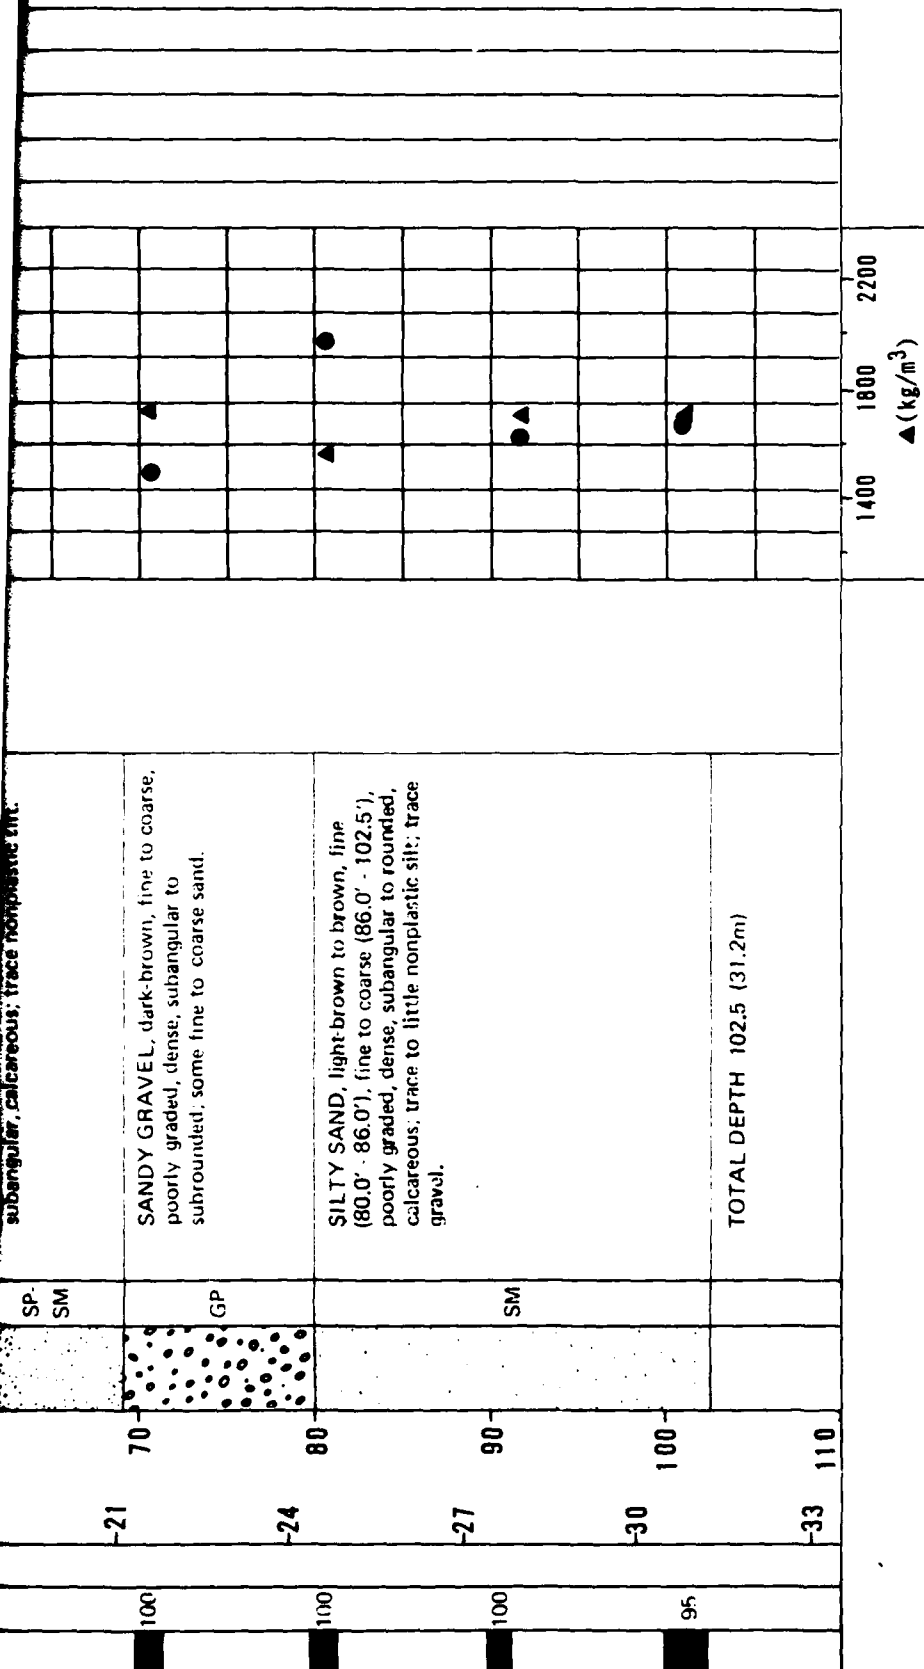 subangular, calcareous; trace nonplastic silt.
SP-
SM
SANDY GRAVEL, dark-brown, fine to coarse,
poorly graded, dense, subangular to
subrounded; some fine to coarse sand.
GP
SILTY SAND, light-brown to brown, fine
(80.0' - 86.0'), fine to coarse (86.0' - 102.5'),
poorly graded, dense, subangular to rounded,
calcareous; trace to little nonplastic silt; trace
gravel.
SM
TOTAL DEPTH 102.5 (31.2m)
70
80
90
100
110
21
24
27
30
33
100
100
100
95
1400
1800
2200
▲(kg/m³)